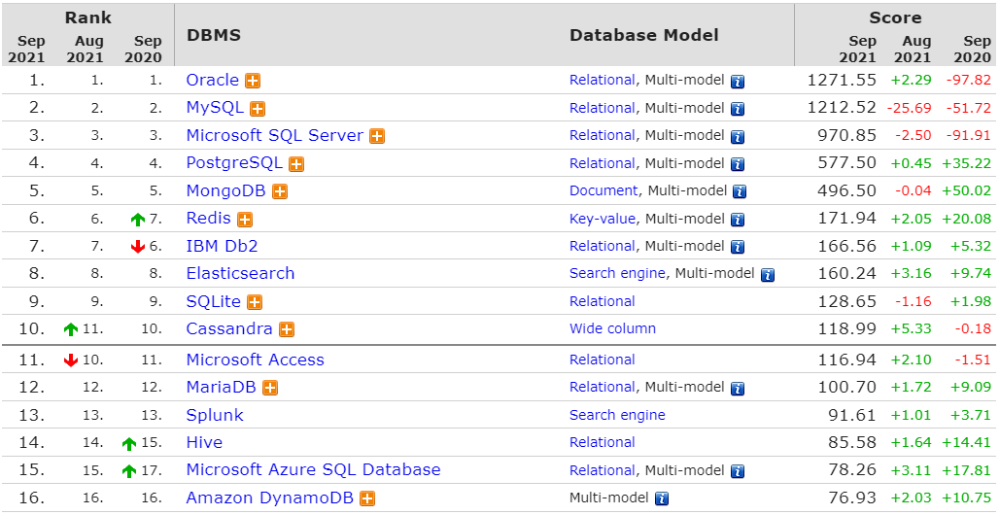 Rank Score
DBMS Database Model
Sep Aug Sep Sep Aug Sep
2021 2021 2020 2021 2021 2020
1. 1. 1. Oracle Relational, Multi-model 1271.55 +2.29 -97.82
2. 2. 2. MySQL Relational, Multi-model 1212.52 -25.69 -51.72
3. 3. 3. Microsoft SQL Server Relational, Multi-model 970.85 -2.50 -91.91
4. 4. 4. PostgreSQL Relational, Multi-model 577.50 +0.45 +35.22
5. 5. 5. MongoDB Document, Multi-model 496.50 -0.04 +50.02
6. 6. 7. Redis Key-value, Multi-model 171.94 +2.05 +20.08
7. 7. 6. IBM Db2 Relational, Multi-model 166.56 +1.09 +5.32
8. 8. 8. Elasticsearch Search engine, Multi-model 160.24 +3.16 +9.74
9. 9. 9. SQLite Relational 128.65 -1.16 +1.98
10. 11. 10. Cassandra Wide column 118.99 +5.33 -0.18
11. 10. 11. Microsoft Access Relational 116.94 +2.10 -1.51
12. 12. 12. MariaDB Relational, Multi-model 100.70 +1.72 +9.09
13. 13. 13. Splunk Search engine 91.61 +1.01 +3.71
14. 14. 15. Hive Relational 85.58 +1.64 +14.41
15. 15. 17. Microsoft Azure SQL Database Relational, Multi-model 78.26 +3.11 +17.81
16. 16. 16. Amazon DynamoDB Multi-model 76.93 +2.03 +10.75